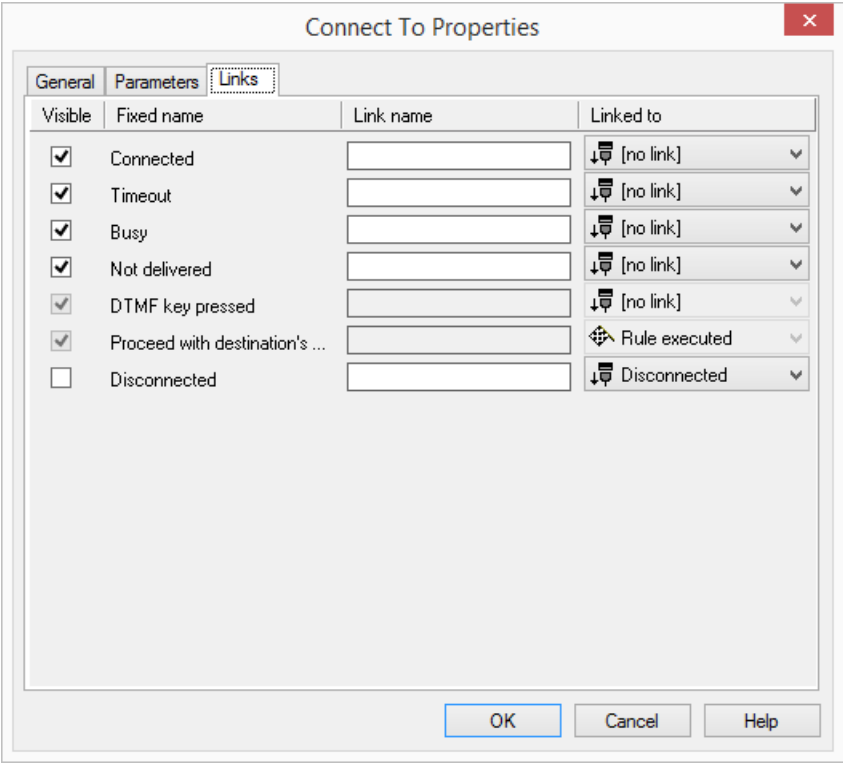 Connect To Properties
General Parameters Links
Visible Fixed name Link name Linked to
Connected [no link]
Timeout [no link]
Busy [no link]
Not delivered [no link]
DTMF key pressed [no link]
Proceed with destination's ... Rule executed
Disconnected Disconnected
OK Cancel Help